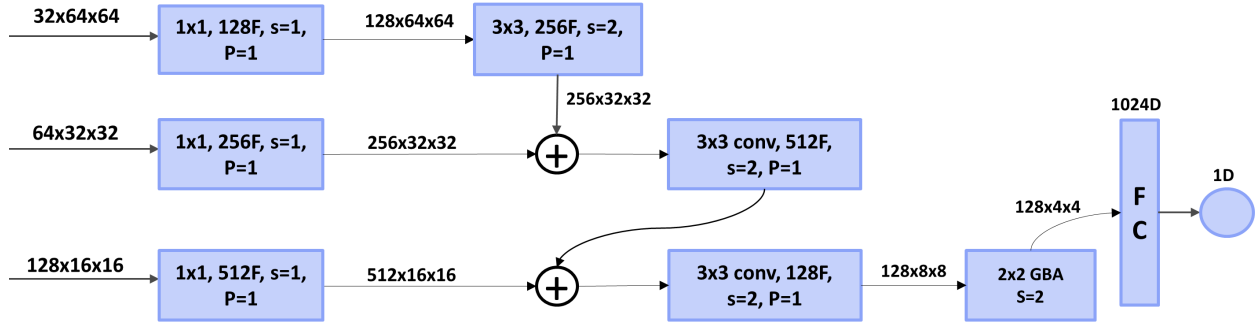 32x64x64
1x1, 128F, s=1,
P=1
128x64x64
3x3, 256F, s=2,
P=1
256x32x32
64x32x32
1x1, 256F, s=1,
P=1
256x32x32
+
3x3 conv, 512F,
s=2, P=1
128x16x16
1x1, 512F, s=1,
P=1
512x16x16
+
3x3 conv, 128F,
s=2, P=1
128x8x8
2x2 GBA
S=2
128x4x4
1024D
F
C
1D